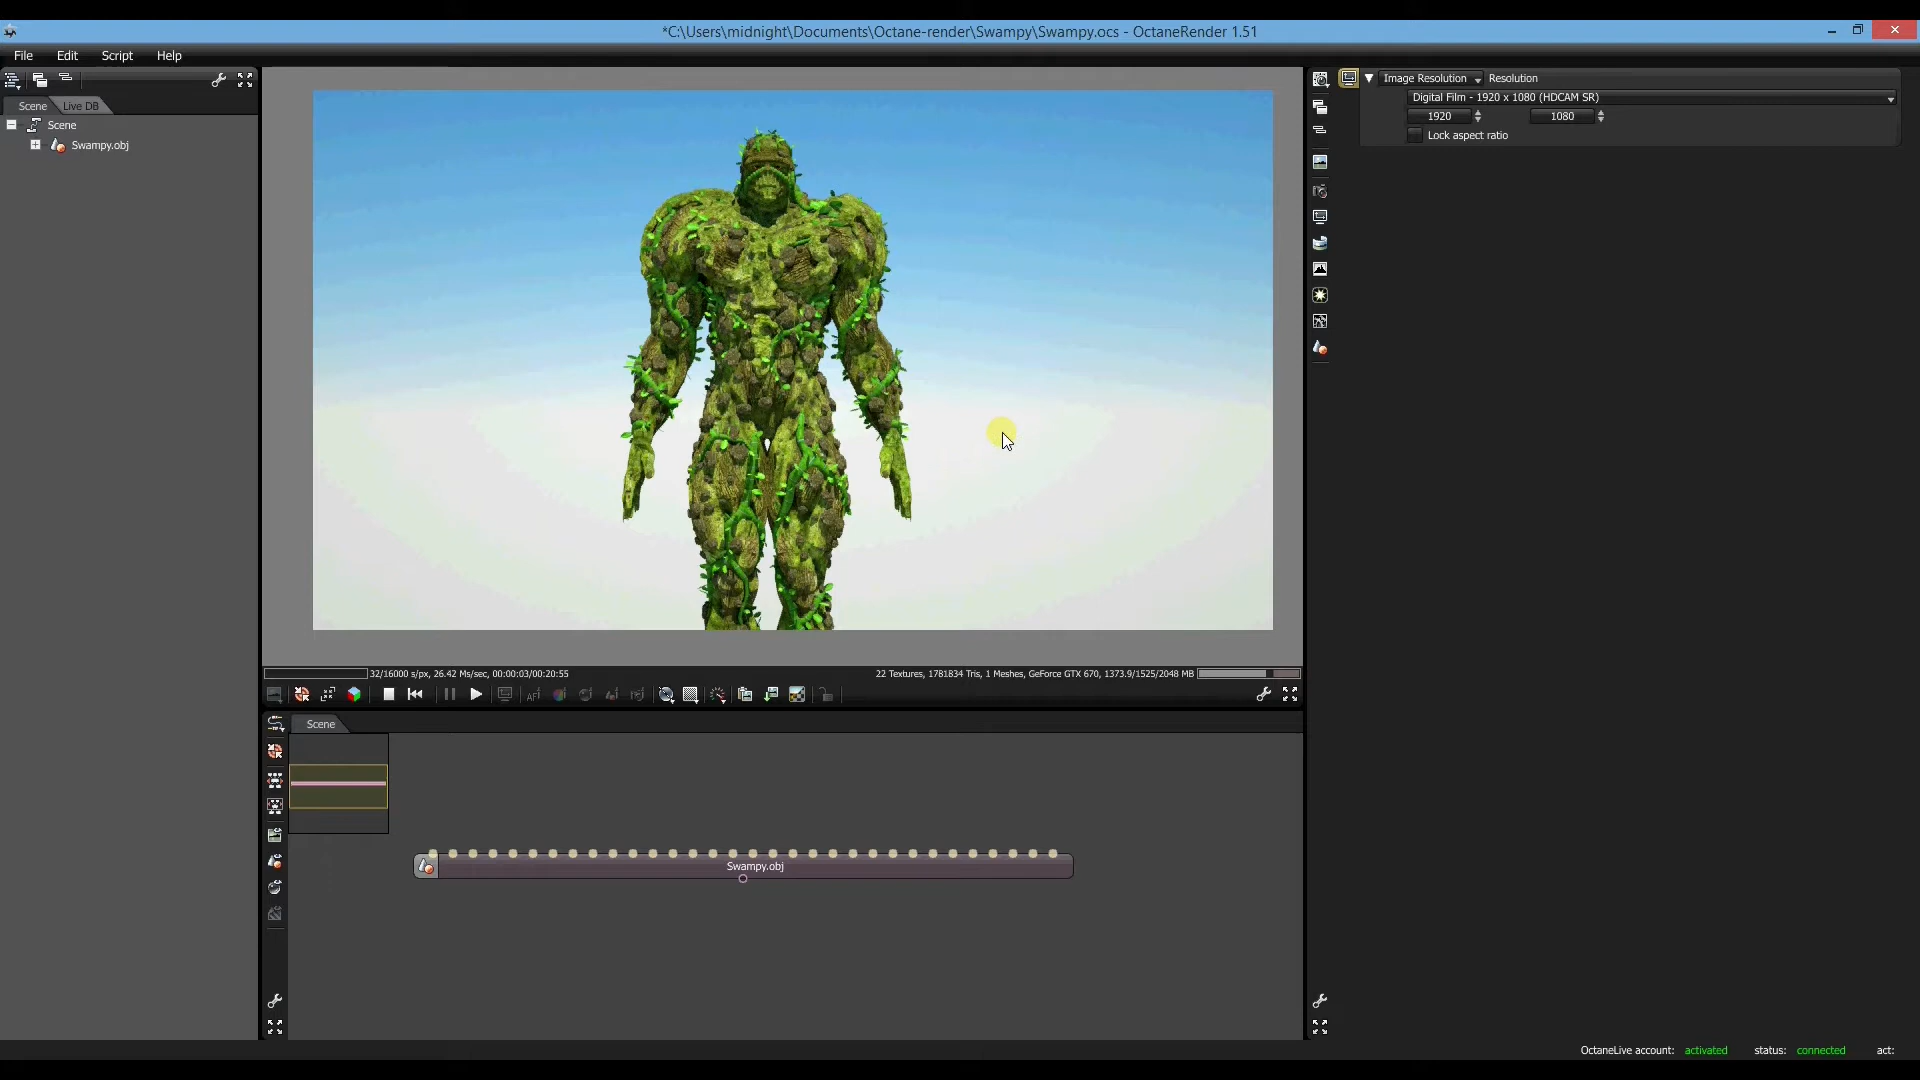 *C:\Users\midnight\Documents\Octane-render\Swampy\Swampy.ocs - OctaneRender 1.51
File Edit Script Help
Scene Live DB
Scene
Swampy.obj
Image Resolution Resolution
Digital Film - 1920 x 1080 (HDCAM SR)
1920 1080
Lock aspect ratio
32/16000 s/px, 26.42 Ms/sec, 00:00:03/00:20:55 22 Textures, 1781834 Tris, 1 Meshes, GeForce GTX 670, 1373.9/1525/2048 MB
AF
Scene
Swampy.obj
OctaneLive account: activated status: connected act: